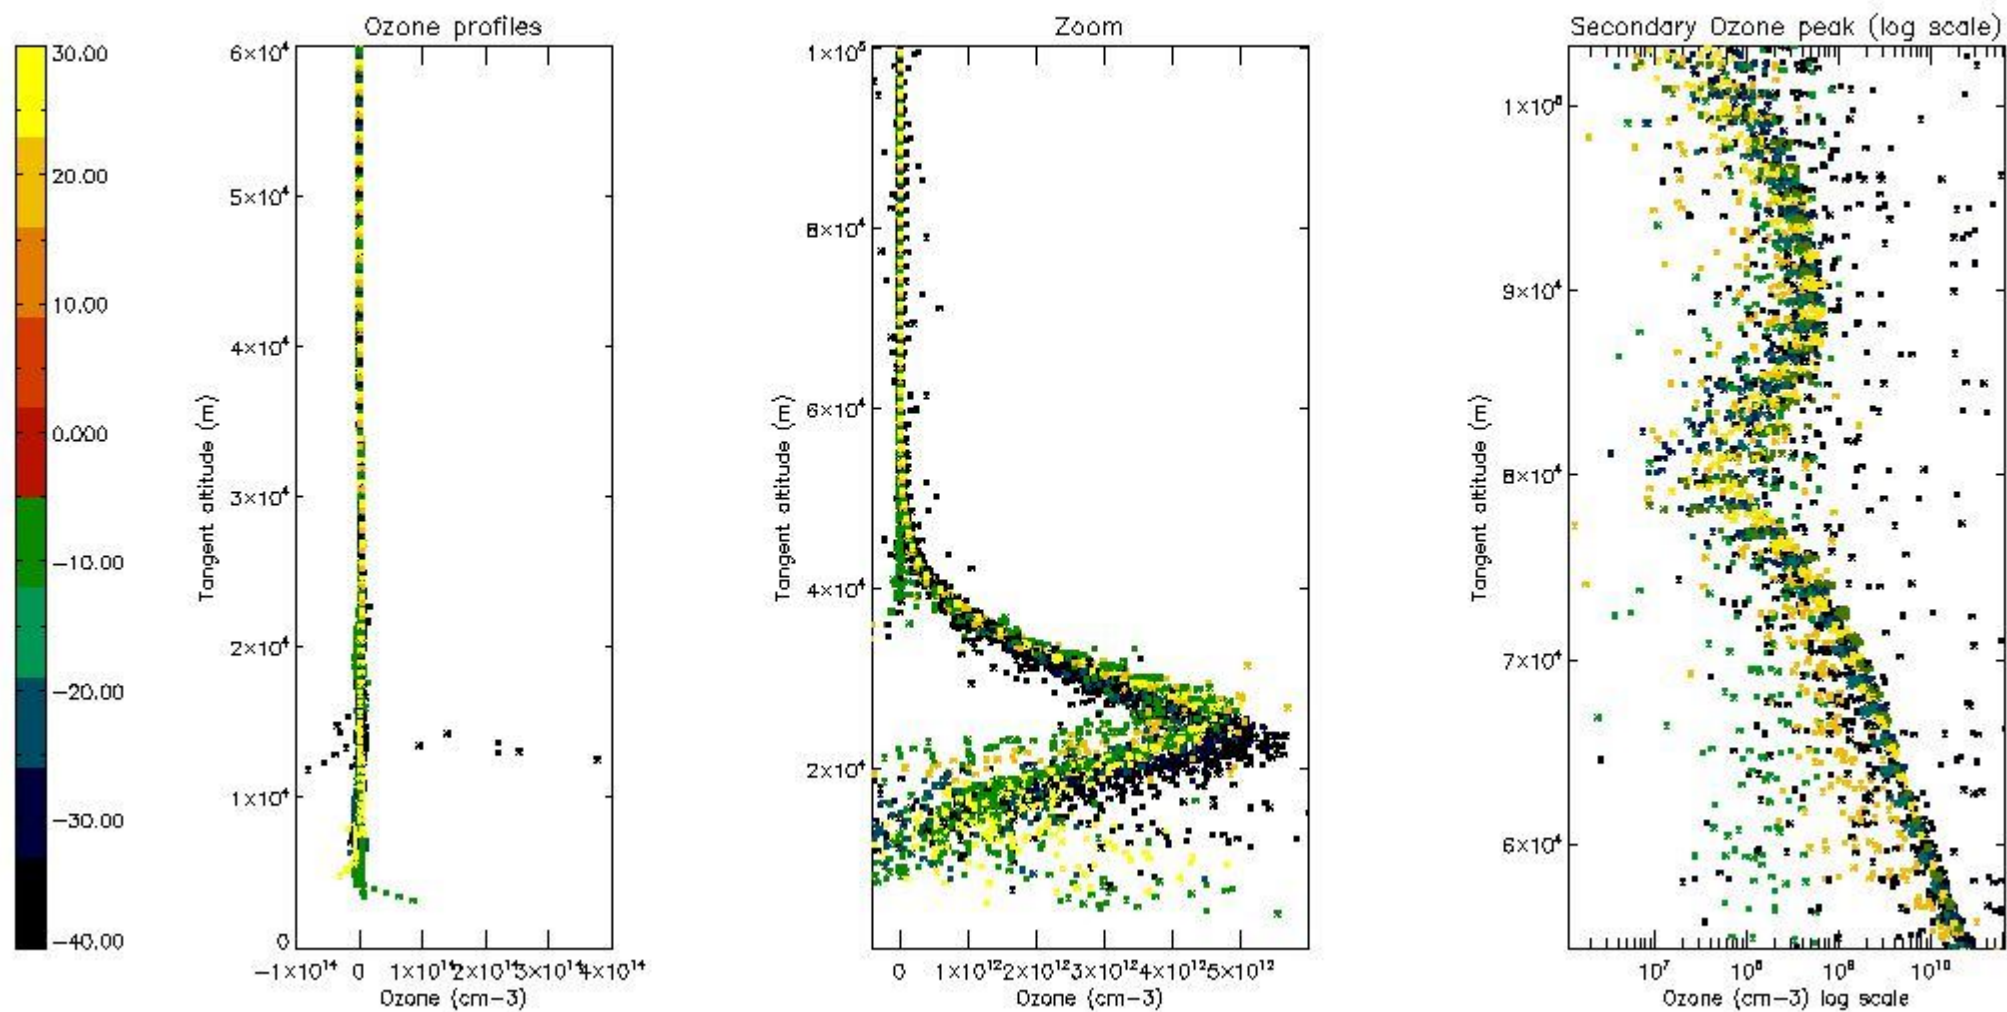 Ozone profiles
Zoom
Secondary Ozone peak (log scale)
30.00
20.00
10.00
0.000
-10.00
-20.00
-30.00
-40.00
6×10⁴
5×10⁴
4×10⁴
3×10⁴
2×10⁴
1×10⁴
0
Tangent altitude (m)
-1×10¹⁴ 0 1×10¹⁴ 2×10¹⁴ 3×10¹⁴ 4×10¹⁴
Ozone (cm-3)
1×10⁵
8×10⁴
6×10⁴
4×10⁴
2×10⁴
Tangent altitude (m)
0 1×10¹² 2×10¹² 3×10¹² 4×10¹² 5×10¹²
Ozone (cm-3)
1×10⁵
9×10⁴
8×10⁴
7×10⁴
6×10⁴
Tangent altitude (m)
10⁷ 10⁸ 10⁹ 10¹⁰
Ozone (cm-3) log scale